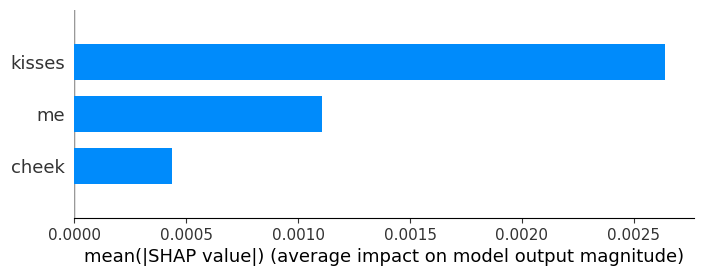 kisses
me
cheek
0.0000 0.0005 0.0010 0.0015 0.0020 0.0025
mean(|SHAP value|) (average impact on model output magnitude)